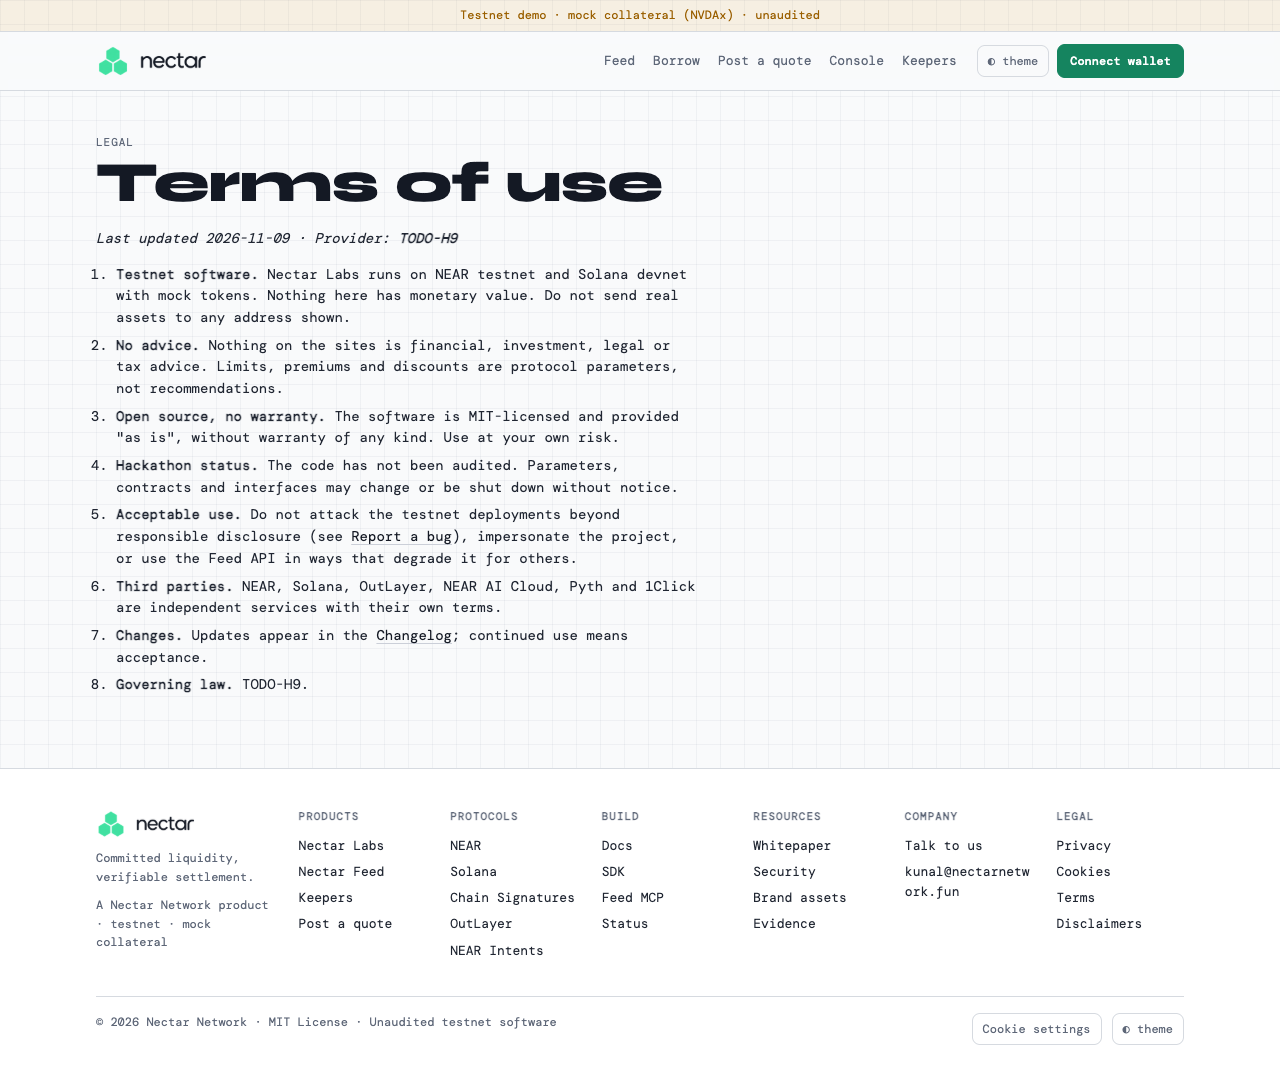 Testnet demo · mock collateral (NVDAx) · unaudited
nectar
Feed Borrow Post a quote Console Keepers ◐ theme Connect wallet
LEGAL
Terms of use
Last updated 2026-11-09 · Provider: TODO-H9
1. Testnet software. Nectar Labs runs on NEAR testnet and Solana devnet
with mock tokens. Nothing here has monetary value. Do not send real
assets to any address shown.
2. No advice. Nothing on the sites is financial, investment, legal or
tax advice. Limits, premiums and discounts are protocol parameters,
not recommendations.
3. Open source, no warranty. The software is MIT-licensed and provided
"as is", without warranty of any kind. Use at your own risk.
4. Hackathon status. The code has not been audited. Parameters,
contracts and interfaces may change or be shut down without notice.
5. Acceptable use. Do not attack the testnet deployments beyond
responsible disclosure (see Report a bug), impersonate the project,
or use the Feed API in ways that degrade it for others.
6. Third parties. NEAR, Solana, OutLayer, NEAR AI Cloud, Pyth and 1Click
are independent services with their own terms.
7. Changes. Updates appear in the Changelog; continued use means
acceptance.
8. Governing law. TODO-H9.
nectar
Committed liquidity,
verifiable settlement.
A Nectar Network product
· testnet · mock
collateral
PRODUCTS
Nectar Labs
Nectar Feed
Keepers
Post a quote
PROTOCOLS
NEAR
Solana
Chain Signatures
OutLayer
NEAR Intents
BUILD
Docs
SDK
Feed MCP
Status
RESOURCES
Whitepaper
Security
Brand assets
Evidence
COMPANY
Talk to us
kunal@nectarnetw
ork.fun
LEGAL
Privacy
Cookies
Terms
Disclaimers
© 2026 Nectar Network · MIT License · Unaudited testnet software
Cookie settings ◐ theme